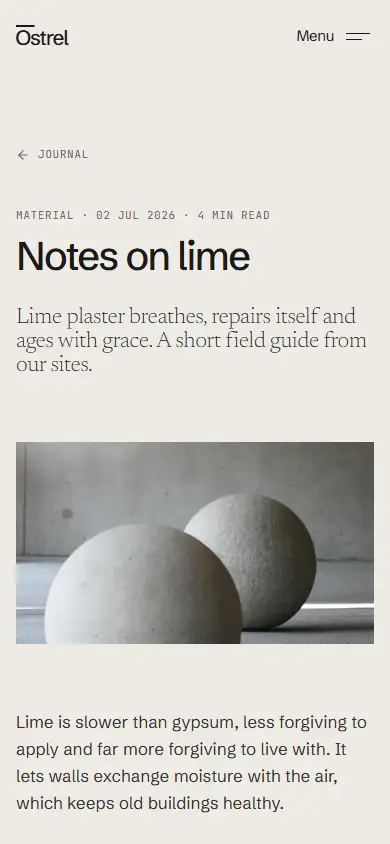 Ōstrel
Menu
← JOURNAL
MATERIAL · 02 JUL 2026 · 4 MIN READ
Notes on lime
Lime plaster breathes, repairs itself and
ages with grace. A short field guide from
our sites.
Lime is slower than gypsum, less forgiving to
apply and far more forgiving to live with. It
lets walls exchange moisture with the air,
which keeps old buildings healthy.